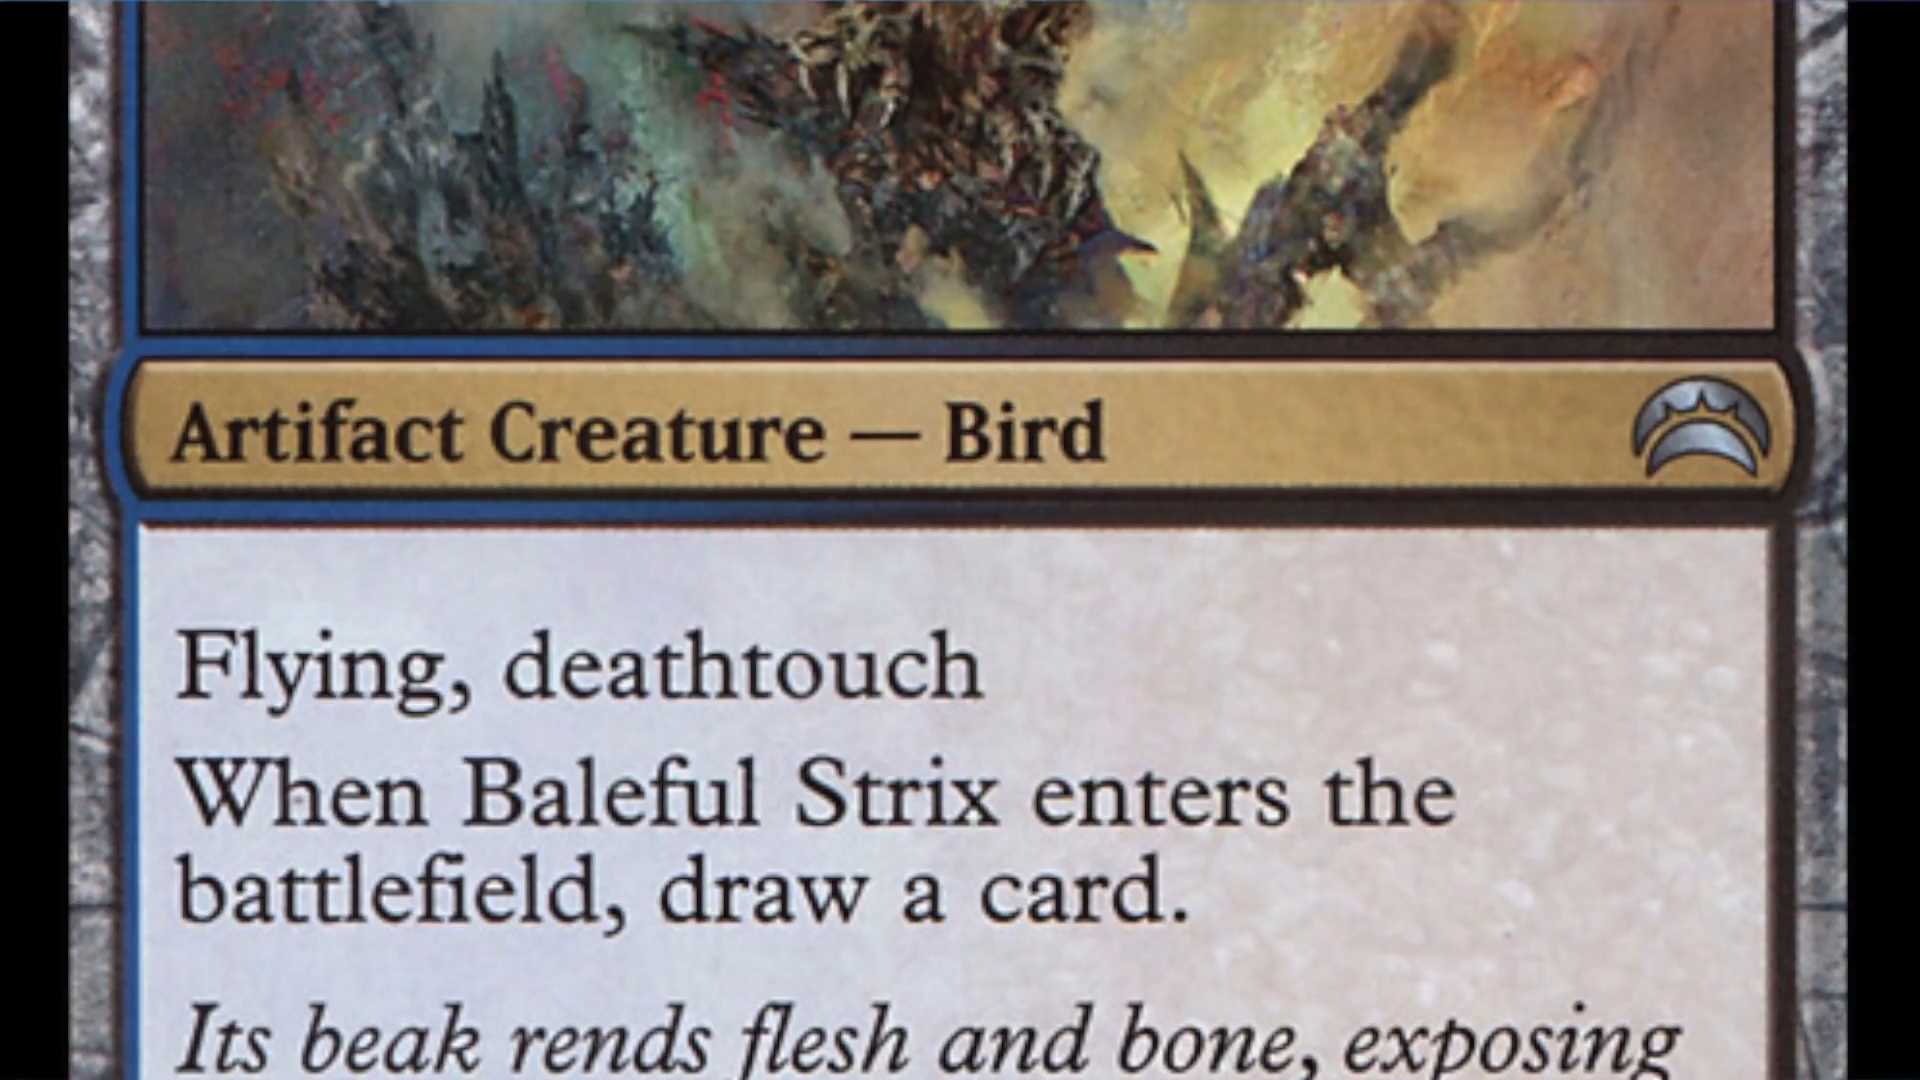 Artifact Creature — Bird
Flying, deathtouch
When Baleful Strix enters the
battlefield, draw a card.
Its beak rends flesh and bone, exposing